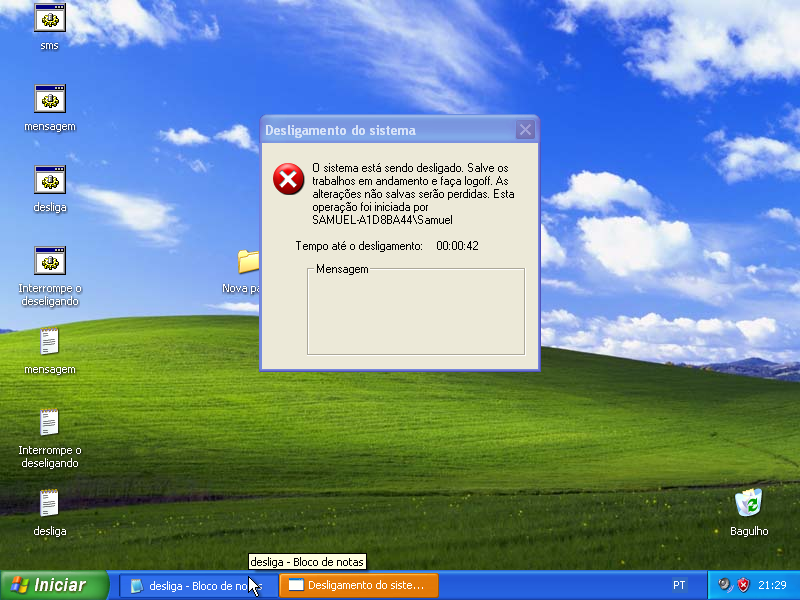 sms
mensagem
desliga
Interrompe o
deseligando
mensagem
Interrompe o
deseligando
desliga
Nova pa
Desligamento do sistema
O sistema está sendo desligado. Salve os
trabalhos em andamento e faça logoff. As
alterações não salvas serão perdidas. Esta
operação foi iniciada por
SAMUEL-A1D8BA44\Samuel
Tempo até o desligamento: 00:00:42
Mensagem
Bagulho
desliga - Bloco de notas
Iniciar
desliga - Bloco de notas
Desligamento do siste...
PT
21:29